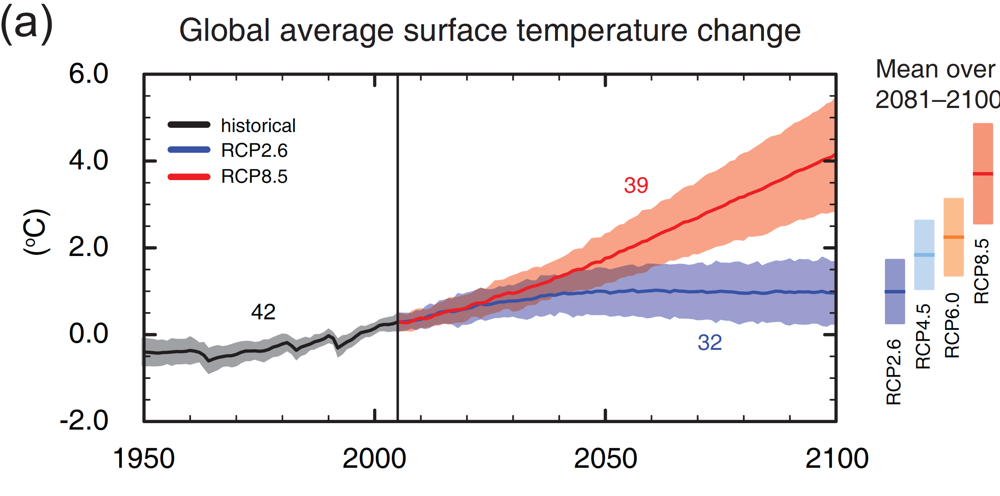 (a)
Global average surface temperature change
Mean over
2081–2100
6.0
4.0
2.0
0.0
-2.0
(ºC)
historical
RCP2.6
RCP8.5
42
39
32
1950
2000
2050
2100
RCP2.6
RCP4.5
RCP6.0
RCP8.5